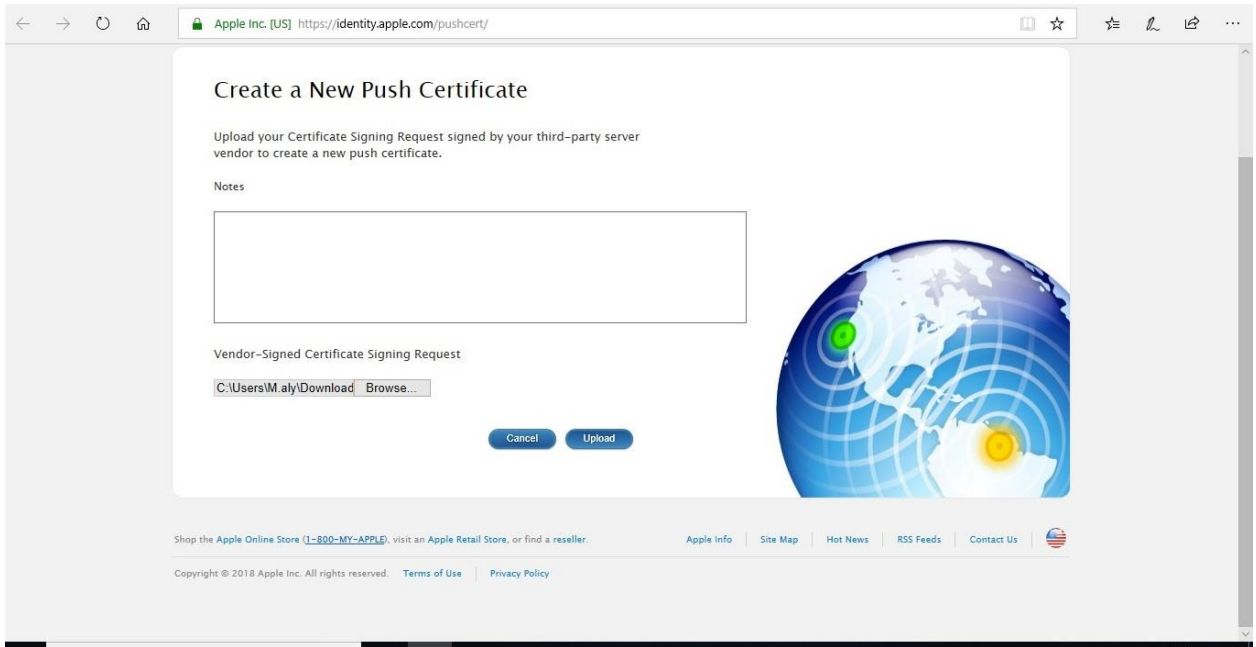 Apple Inc. [US] https://identity.apple.com/pushcert/
Create a New Push Certificate
Upload your Certificate Signing Request signed by your third-party server
vendor to create a new push certificate.
Notes
Vendor-Signed Certificate Signing Request
C:\Users\M.aly\Download Browse...
Cancel Upload
Shop the Apple Online Store (1-800-MY-APPLE), visit an Apple Retail Store, or find a reseller. Apple Info Site Map Hot News RSS Feeds Contact Us
Copyright © 2018 Apple Inc. All rights reserved. Terms of Use Privacy Policy